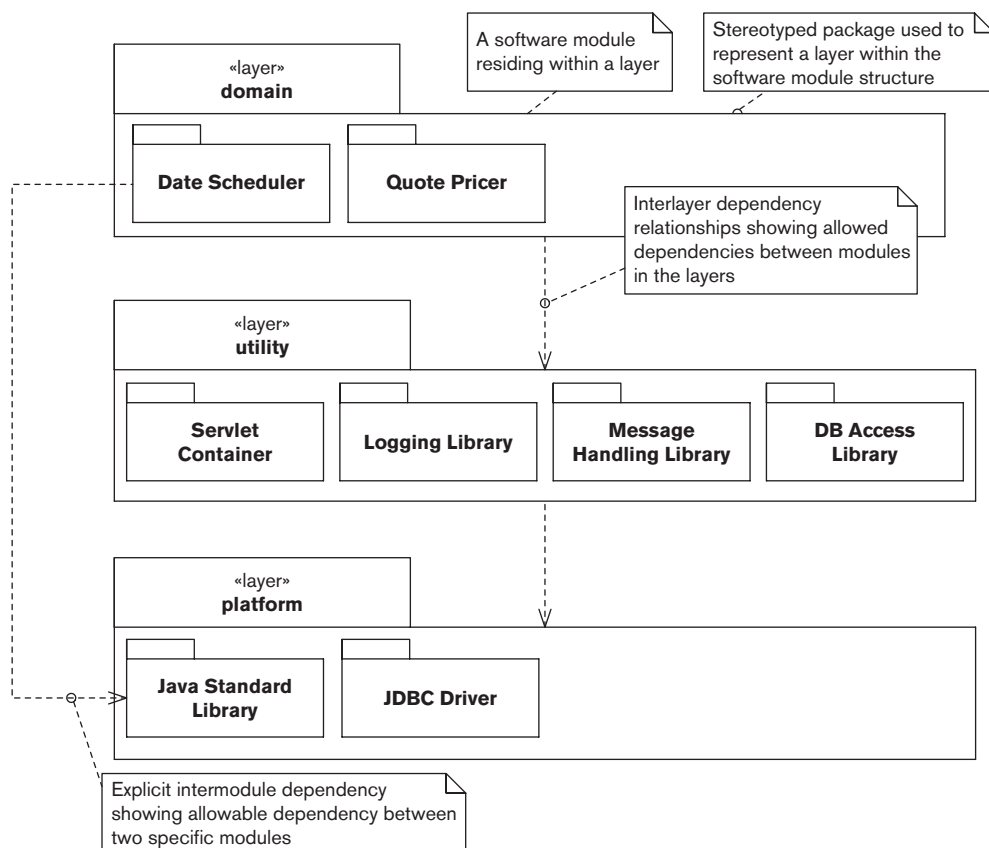 A software module
residing within a layer
Stereotyped package used to
represent a layer within the
software module structure
«layer»
domain
Date Scheduler
Quote Pricer
Interlayer dependency
relationships showing allowed
dependencies between modules
in the layers
«layer»
utility
Servlet
Container
Logging Library
Message
Handling Library
DB Access
Library
«layer»
platform
Java Standard
Library
JDBC Driver
Explicit intermodule dependency
showing allowable dependency between
two specific modules